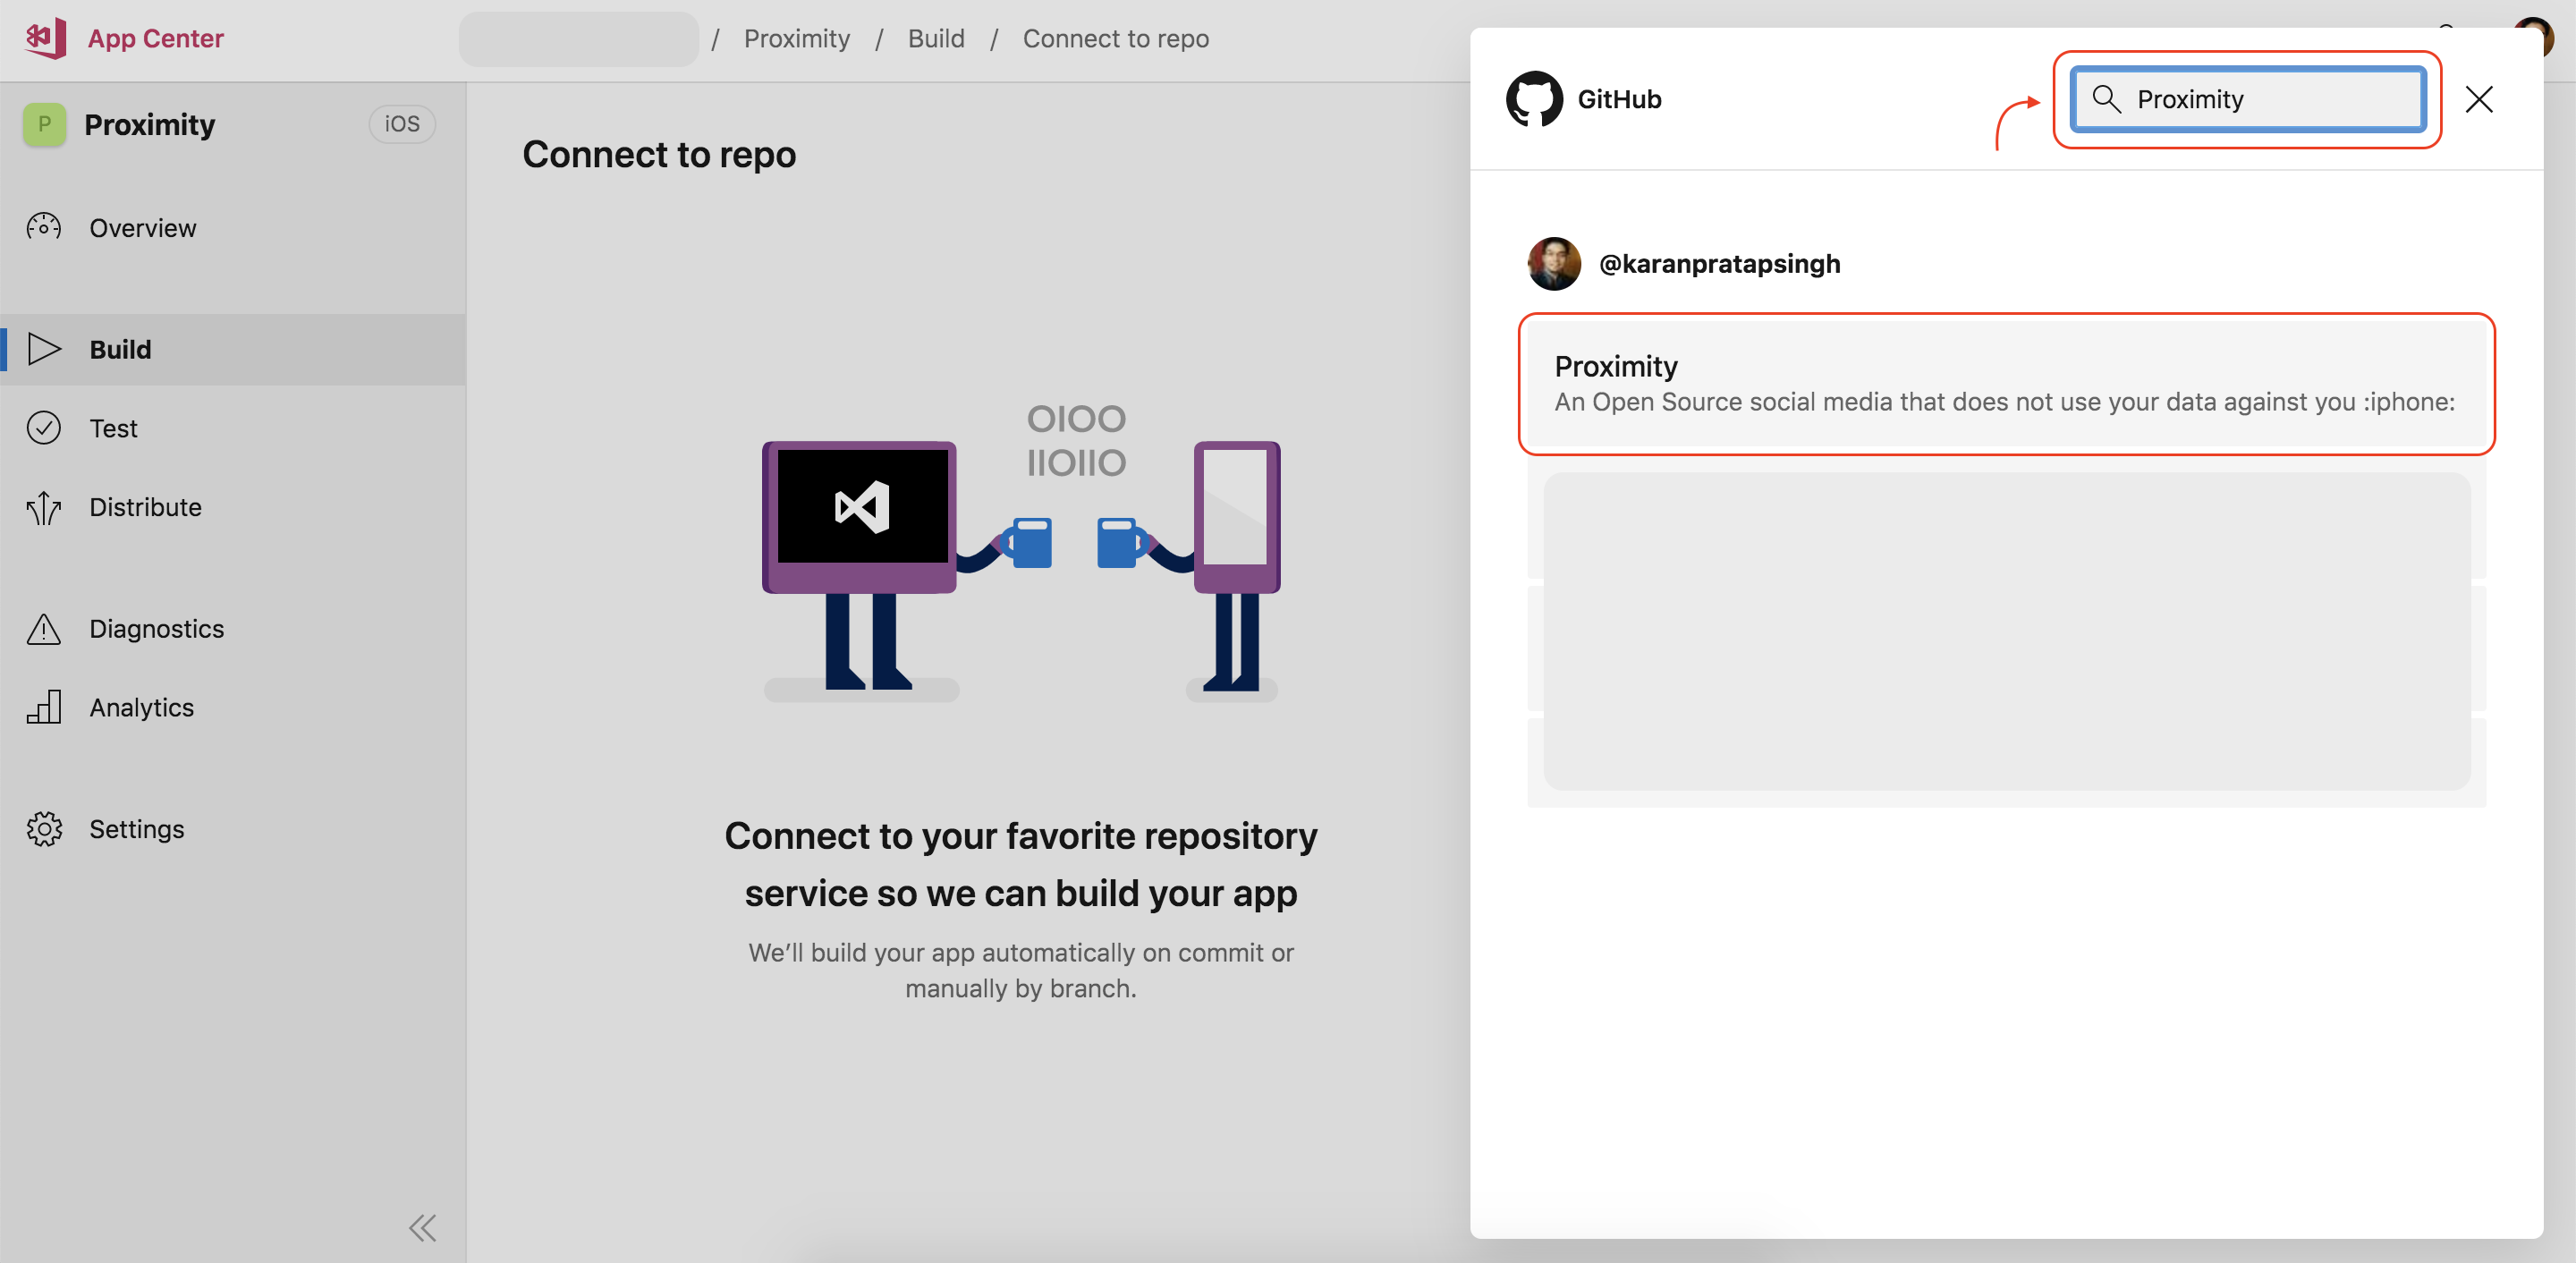 App Center
/ Proximity / Build / Connect to repo
P Proximity iOS
Overview
Build
Test
Distribute
Diagnostics
Analytics
Settings
Connect to repo
OIOO
IIOIIO
Connect to your favorite repository
service so we can build your app
We’ll build your app automatically on commit or
manually by branch.
GitHub
Proximity
@karanpratapsingh
Proximity
An Open Source social media that does not use your data against you :iphone: